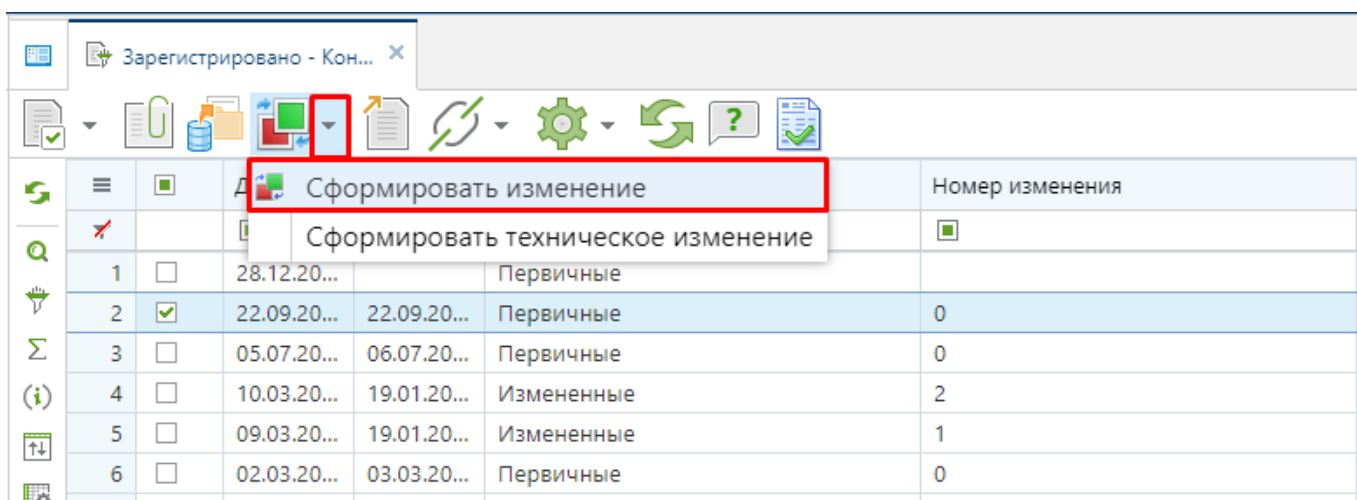 Зарегистрировано - Кон...
?
Сформировать изменение
Номер изменения
Сформировать техническое изменение
1 28.12.20... Первичные
2 22.09.20... 22.09.20... Первичные 0
3 05.07.20... 06.07.20... Первичные 0
4 10.03.20... 19.01.20... Измененные 2
5 09.03.20... 19.01.20... Измененные 1
6 02.03.20... 03.03.20... Первичные 0